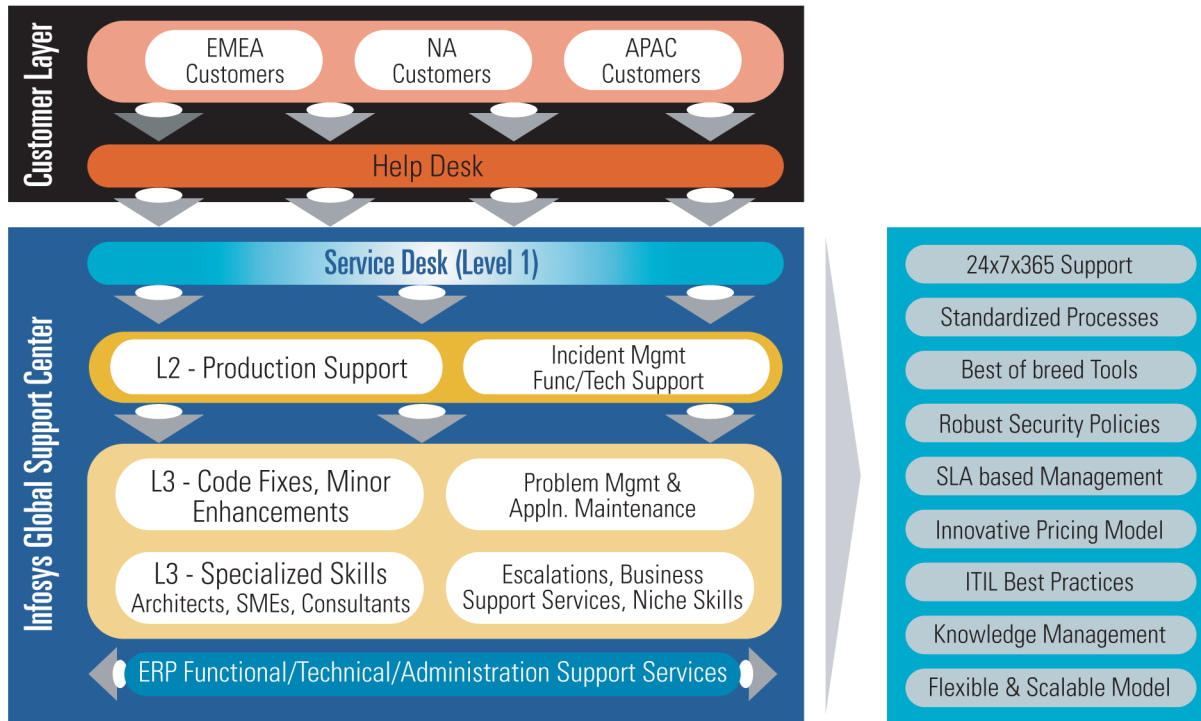 Customer Layer
EMEA
Customers
NA
Customers
APAC
Customers
Help Desk
Infosys Global Support Center
Service Desk (Level 1)
L2 - Production Support
Incident Mgmt
Func/Tech Support
L3 - Code Fixes, Minor
Enhancements
Problem Mgmt &
Appln. Maintenance
L3 - Specialized Skills
Architects, SMEs, Consultants
Escalations, Business
Support Services, Niche Skills
ERP Functional/Technical/Administration Support Services
24x7x365 Support
Standardized Processes
Best of breed Tools
Robust Security Policies
SLA based Management
Innovative Pricing Model
ITIL Best Practices
Knowledge Management
Flexible & Scalable Model